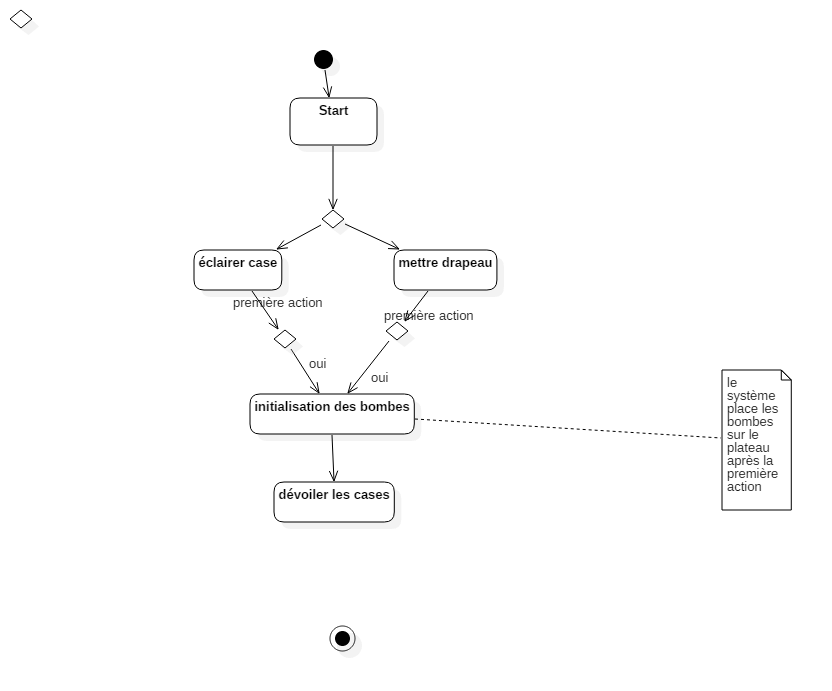 Start
éclairer case
mettre drapeau
première action
première action
oui
oui
initialisation des bombes
dévoiler les cases
le
système
place les
bombes
sur le
plateau
après la
première
action